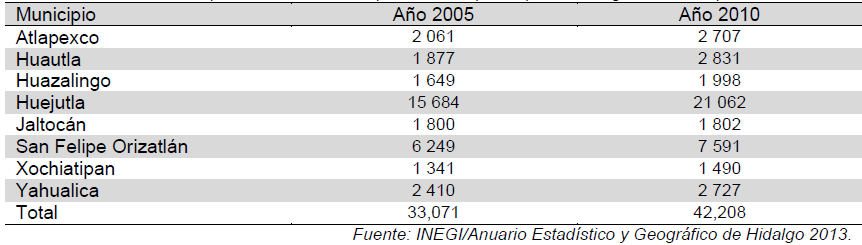 Municipio Año 2005 Año 2010
Atlapexco 2 061 2 707
Huautla 1 877 2 831
Huazalingo 1 649 1 998
Huejutla 15 684 21 062
Jaltocán 1 800 1 802
San Felipe Orizatlán 6 249 7 591
Xochiatipan 1 341 1 490
Yahualica 2 410 2 727
Total 33,071 42,208
Fuente: INEGI/Anuario Estadístico y Geográfico de Hidalgo 2013.